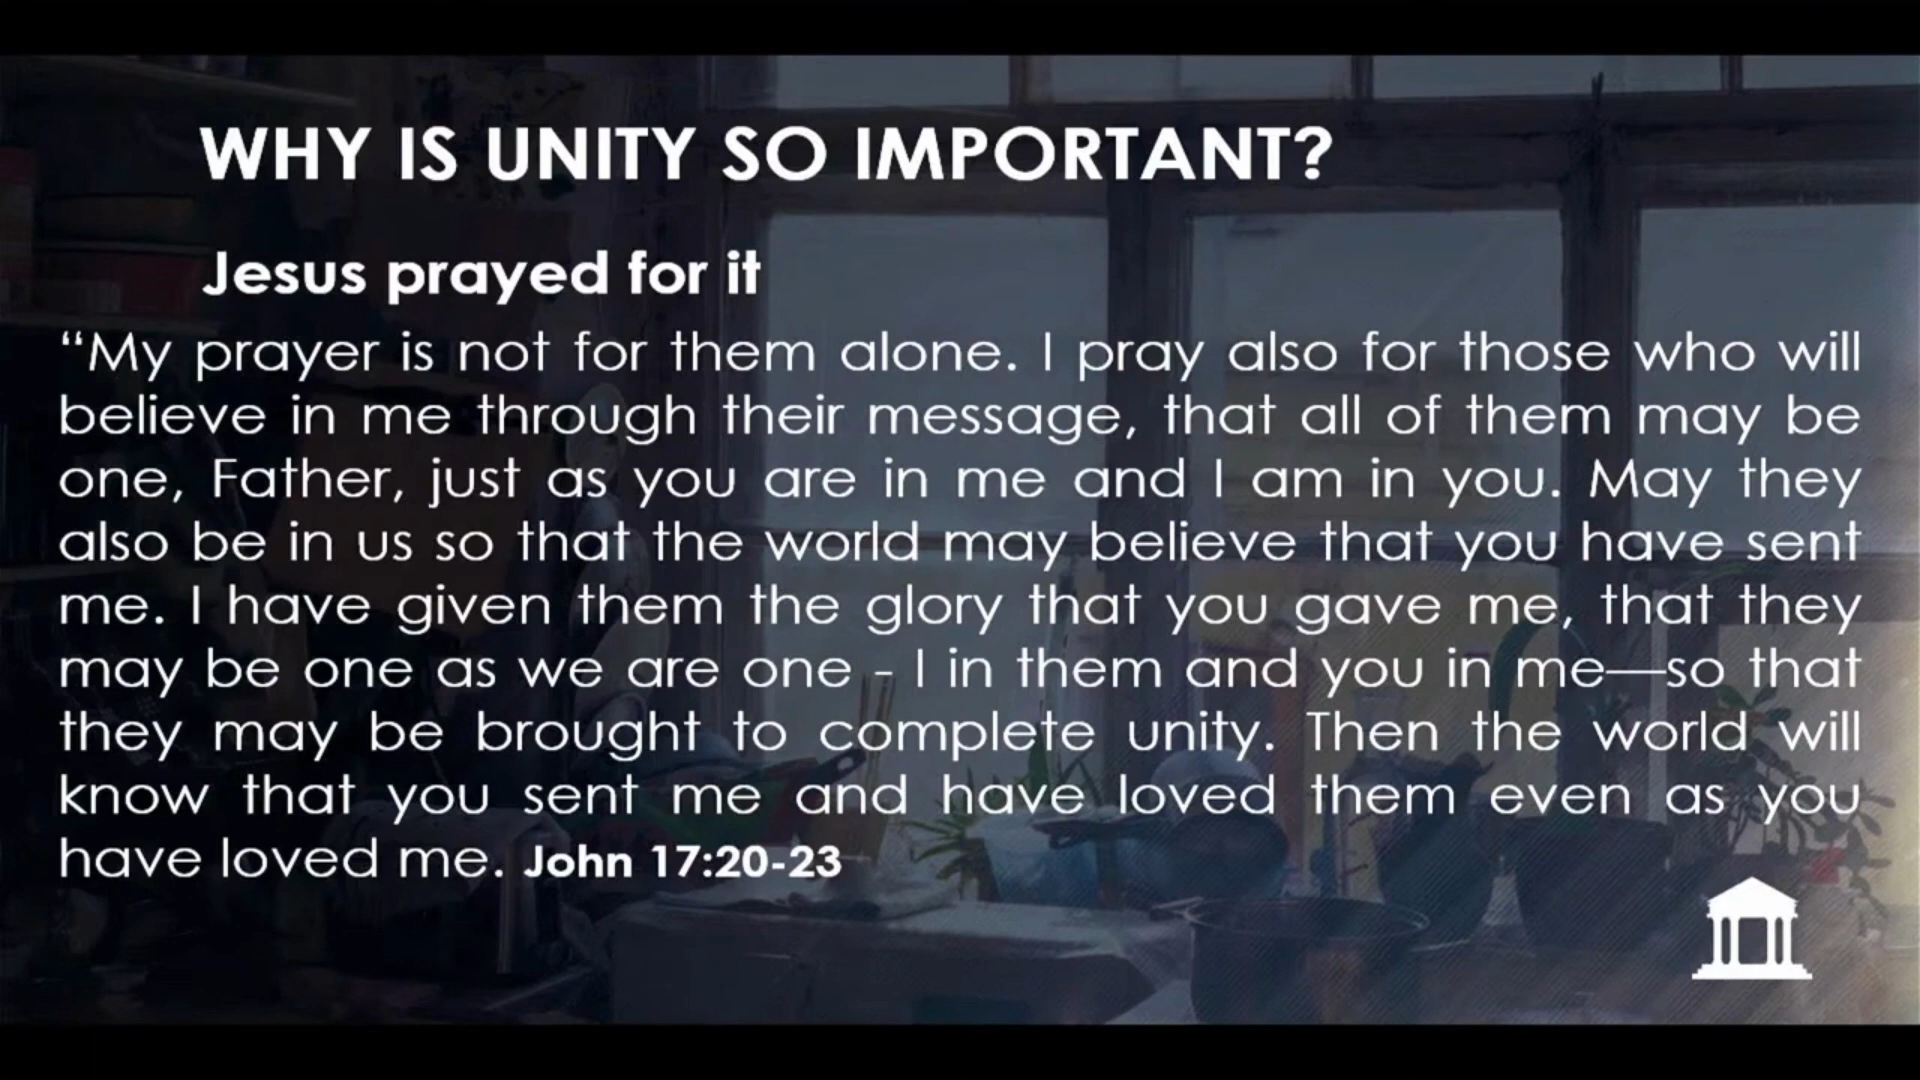 WHY IS UNITY SO IMPORTANT?
Jesus prayed for it
“My prayer is not for them alone. I pray also for those who will
believe in me through their message, that all of them may be
one, Father, just as you are in me and I am in you. May they
also be in us so that the world may believe that you have sent
me. I have given them the glory that you gave me, that they
may be one as we are one - I in them and you in me—so that
they may be brought to complete unity. Then the world will
know that you sent me and have loved them even as you
have loved me. John 17:20-23